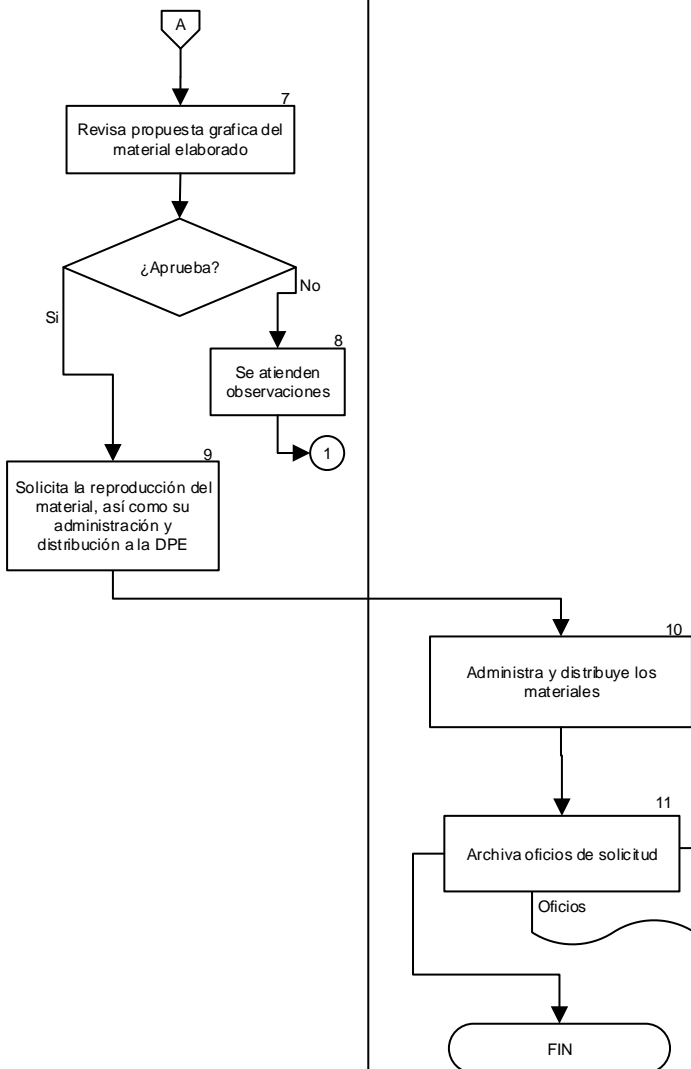 A
7
Revisa propuesta grafica del
material elaborado
¿Aprueba?
No
Si
8
Se atienden
observaciones
1
9
Solicita la reproducción del
material, así como su
administración y
distribución a la DPE
10
Administra y distribuye los
materiales
11
Archiva oficios de solicitud
Oficios
FIN